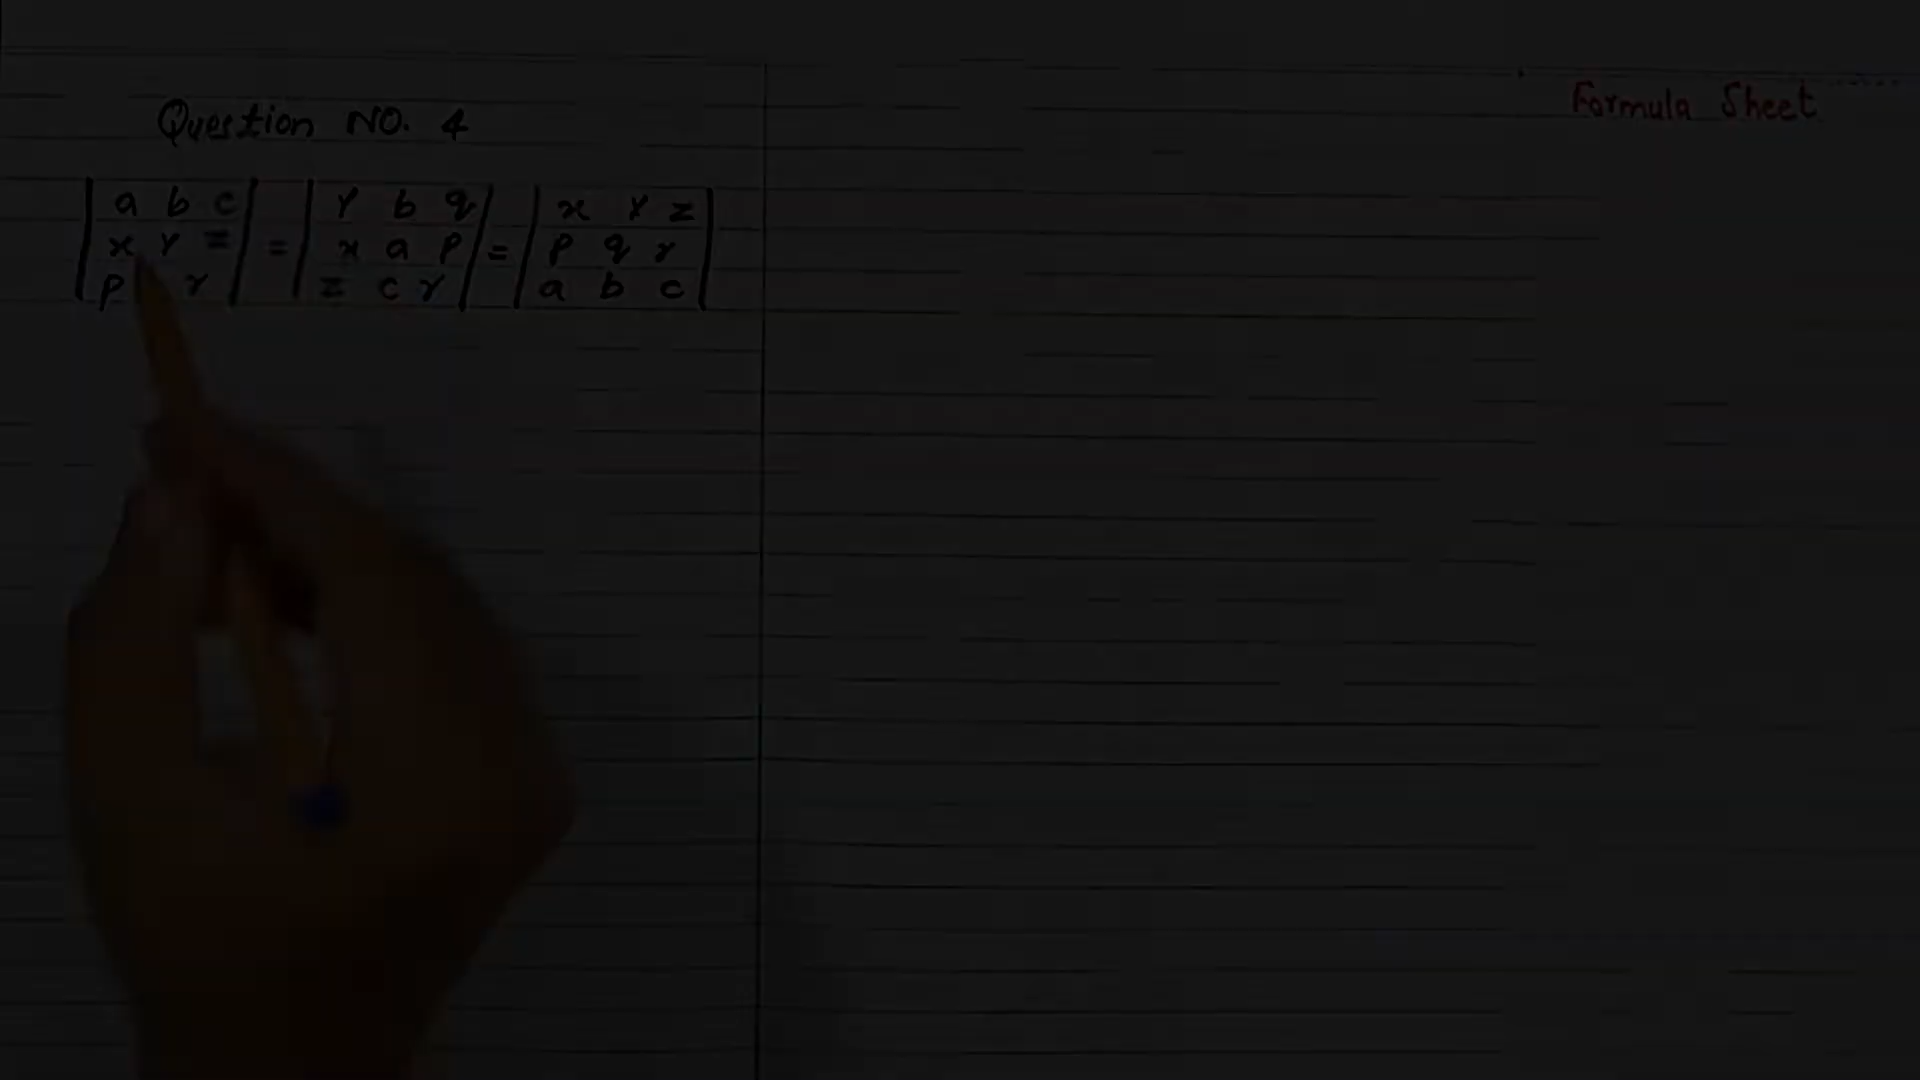 Question NO. 4
Formula Sheet
| a b c | = | y b q | = | x y z |
| x y z | | x a p | | p q r |
| p r | | z c r | | a b c |